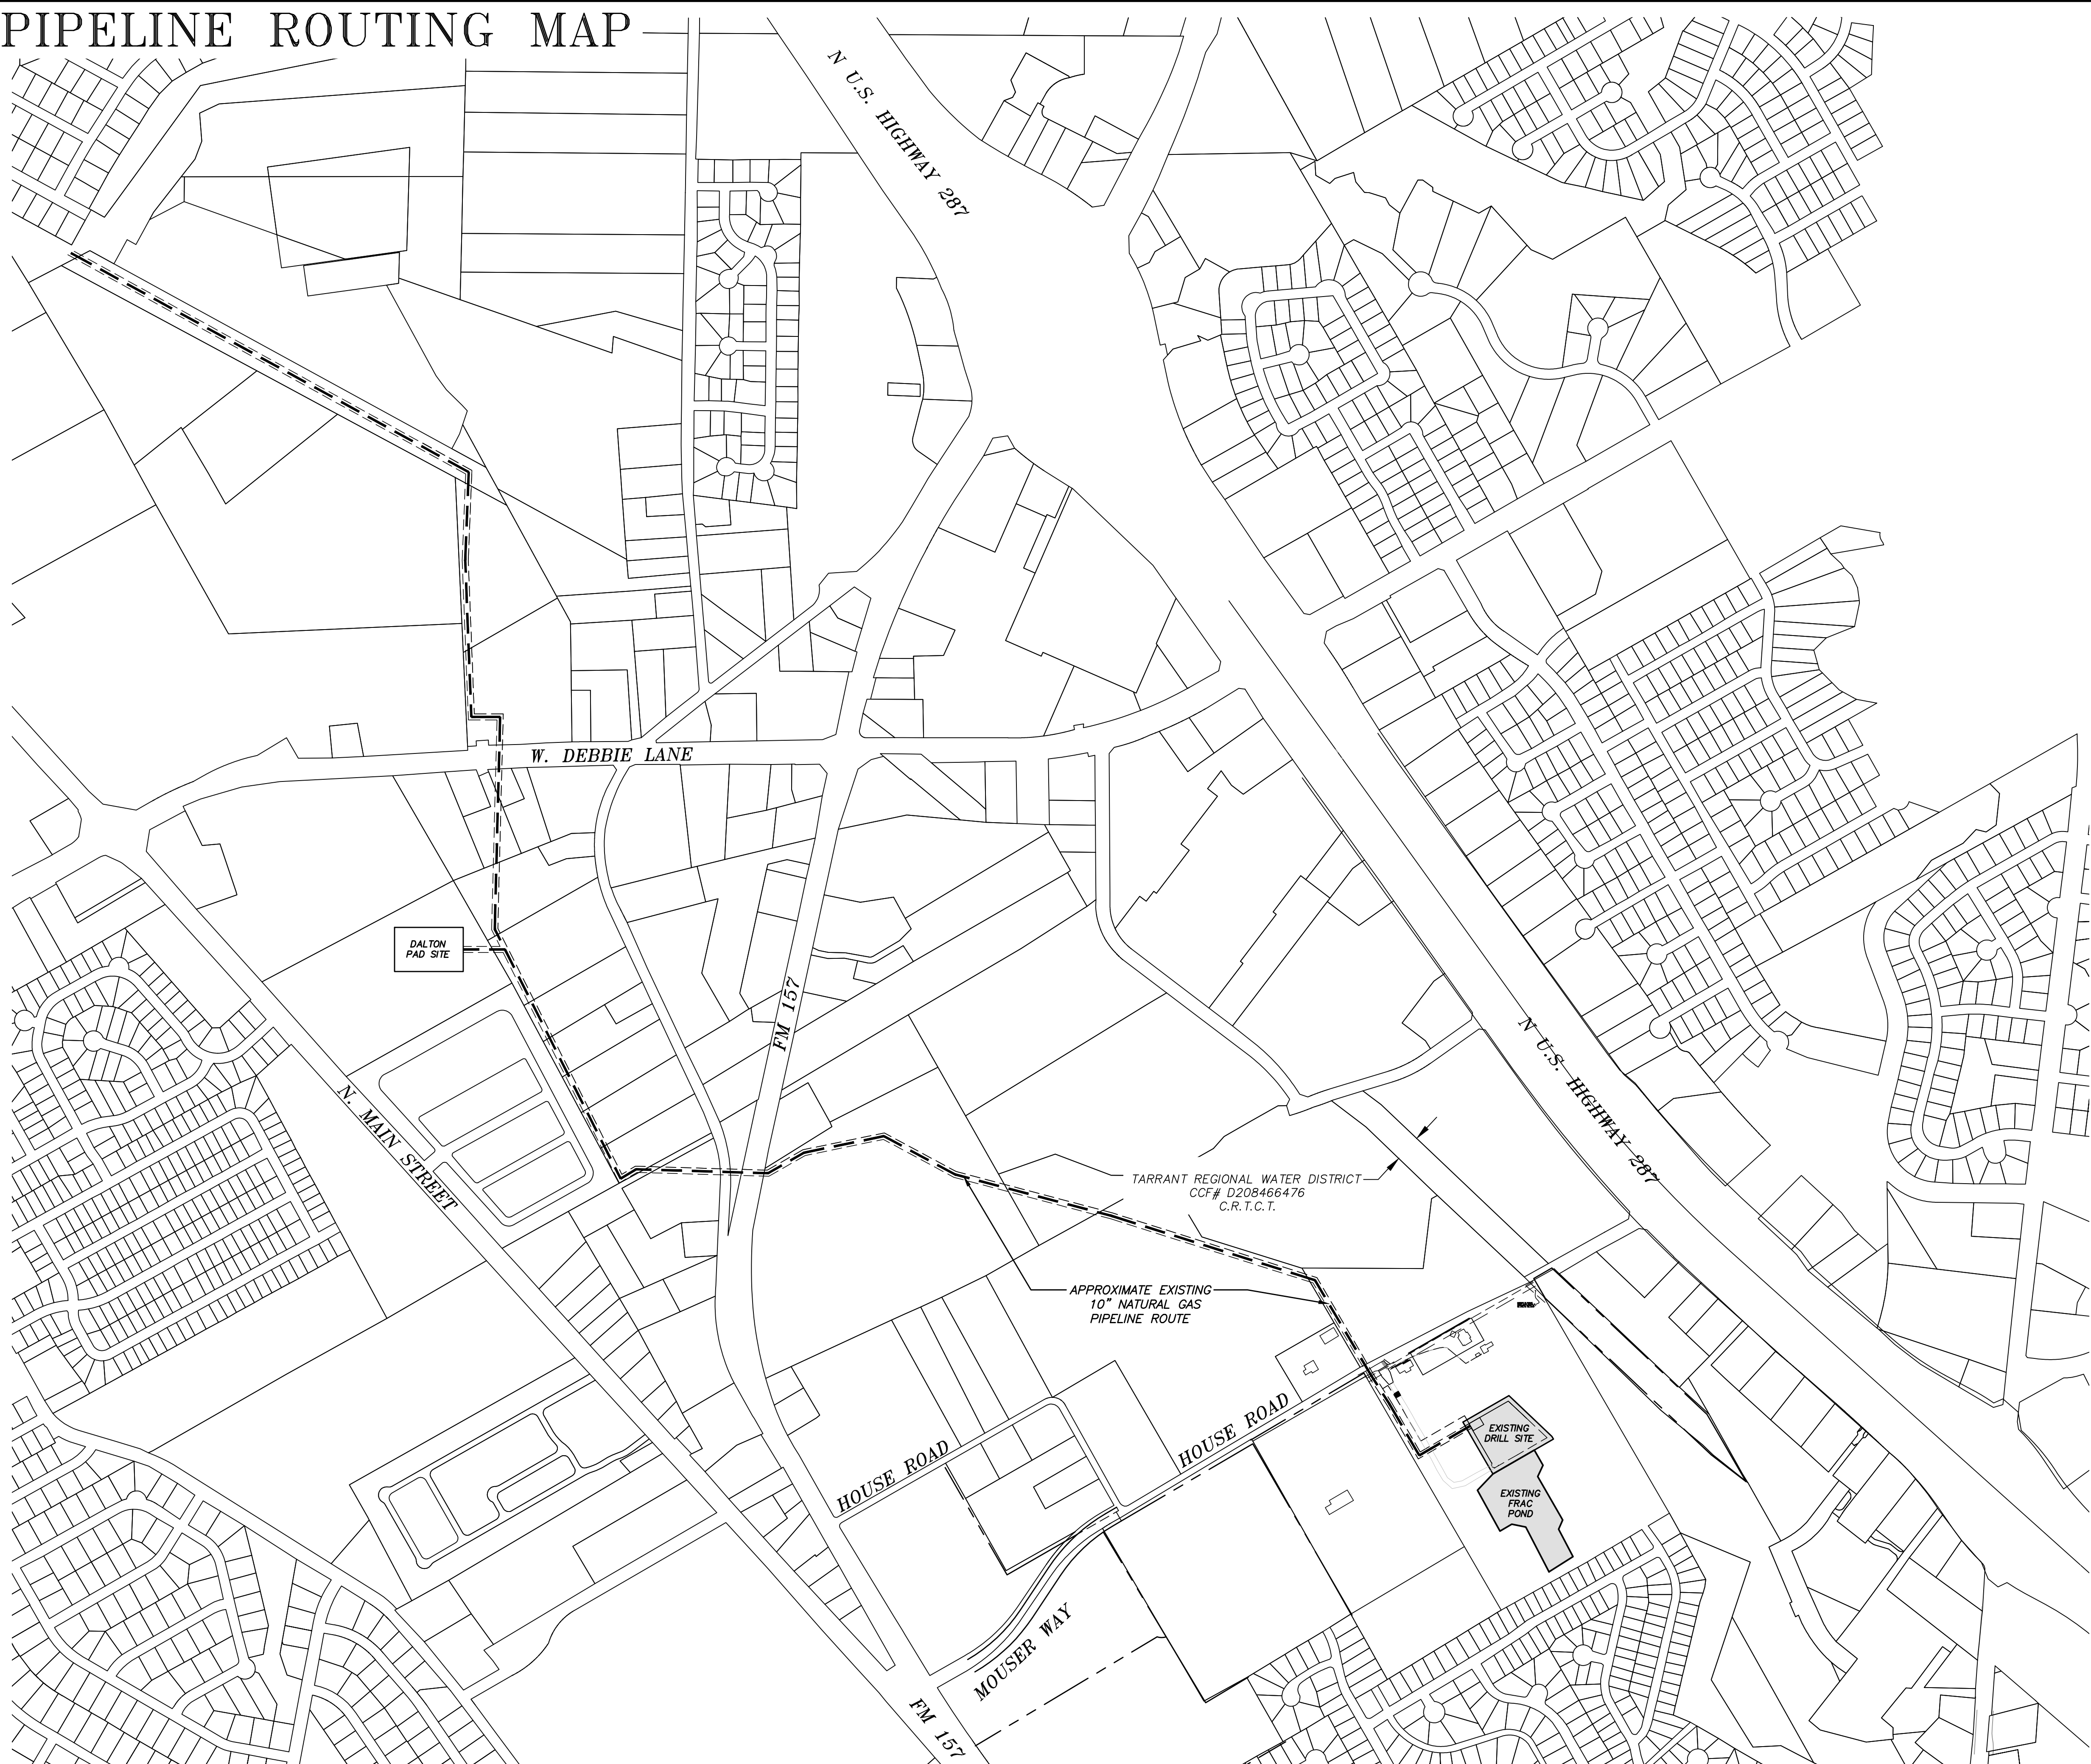 PIPELINE ROUTING MAP
N U.S. HIGHWAY 287
W. DEBBIE LANE
DALTON
PAD SITE
FM 157
N. MAIN STREET
N U.S. HIGHWAY 287
TARRANT REGIONAL WATER DISTRICT
CCF# D208466476
C.R.T.C.T.
APPROXIMATE EXISTING
10" NATURAL GAS
PIPELINE ROUTE
HOUSE ROAD
HOUSE ROAD
EXISTING
DRILL SITE
EXISTING
FRAC
POND
MOUSER WAY
FM 157